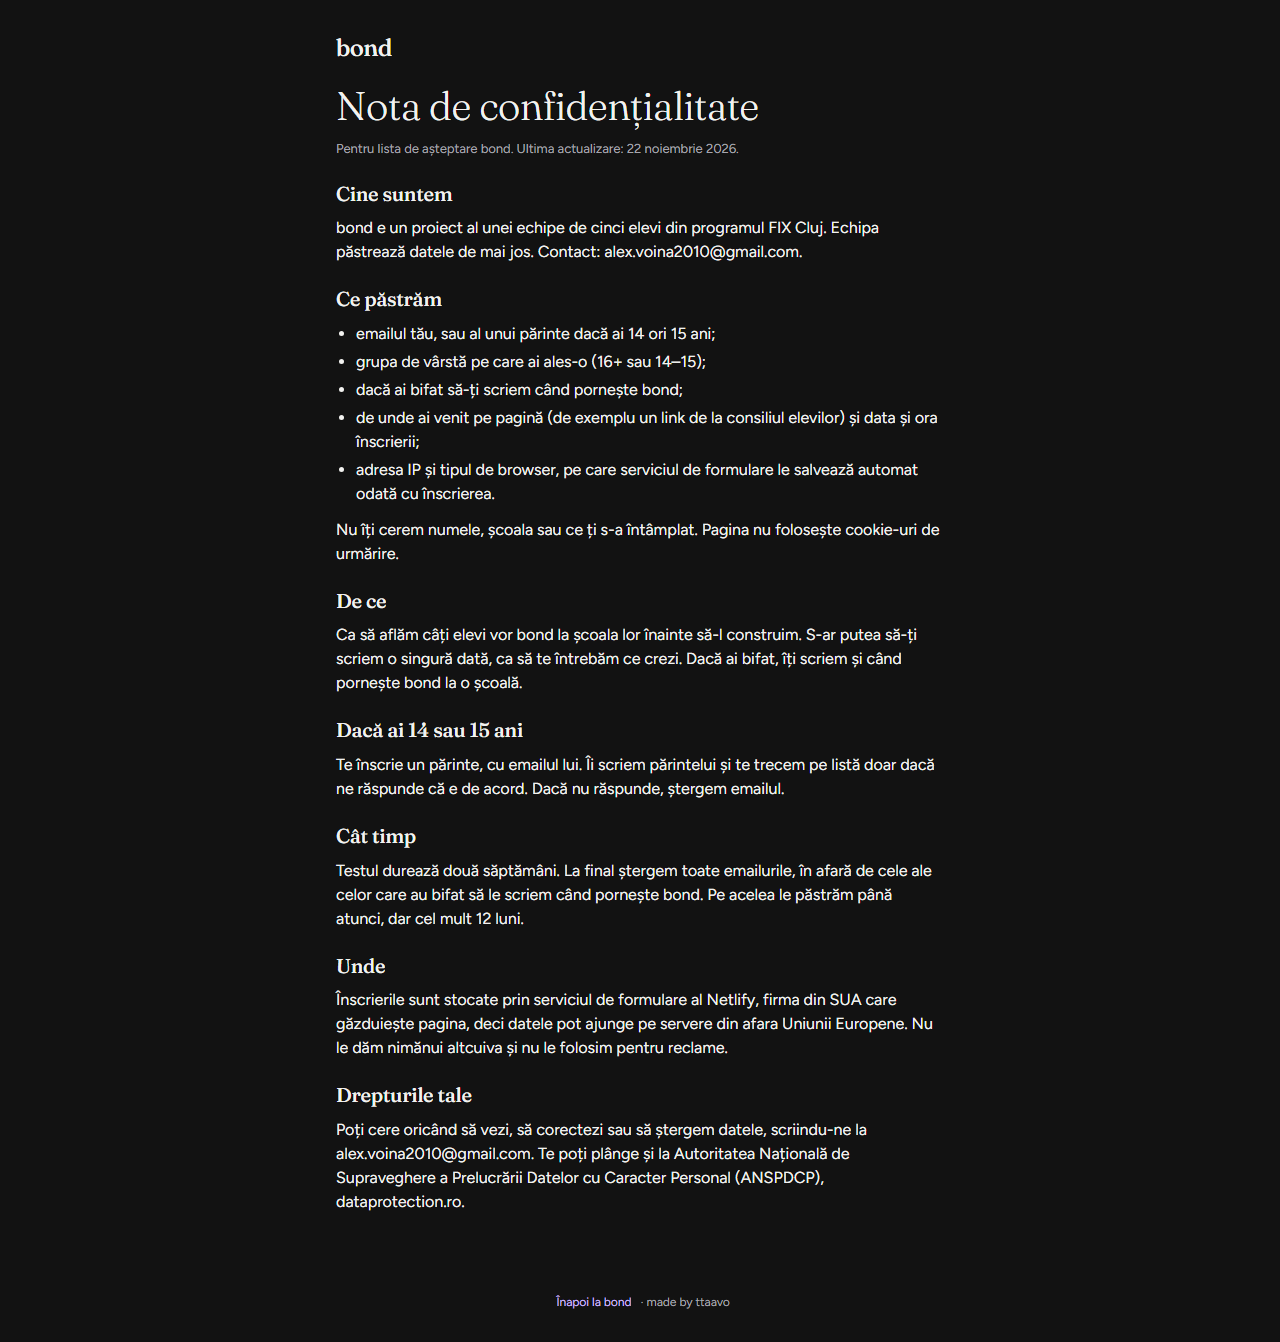 bond
Nota de confidențialitate
Pentru lista de așteptare bond. Ultima actualizare: 22 noiembrie 2026.
Cine suntem
bond e un proiect al unei echipe de cinci elevi din programul FIX Cluj. Echipa
păstrează datele de mai jos. Contact: alex.voina2010@gmail.com.
Ce păstrăm
• emailul tău, sau al unui părinte dacă ai 14 ori 15 ani;
• grupa de vârstă pe care ai ales-o (16+ sau 14–15);
• dacă ai bifat să-ți scriem când pornește bond;
• de unde ai venit pe pagină (de exemplu un link de la consiliul elevilor) și data și ora
înscrierii;
• adresa IP și tipul de browser, pe care serviciul de formulare le salvează automat
odată cu înscrierea.
Nu îți cerem numele, școala sau ce ți s-a întâmplat. Pagina nu folosește cookie-uri de
urmărire.
De ce
Ca să aflăm câți elevi vor bond la școala lor înainte să-l construim. S-ar putea să-ți
scriem o singură dată, ca să te întrebăm ce crezi. Dacă ai bifat, îți scriem și când
pornește bond la o școală.
Dacă ai 14 sau 15 ani
Te înscrie un părinte, cu emailul lui. Îi scriem părintelui și te trecem pe listă doar dacă
ne răspunde că e de acord. Dacă nu răspunde, ștergem emailul.
Cât timp
Testul durează două săptămâni. La final ștergem toate emailurile, în afară de cele ale
celor care au bifat să le scriem când pornește bond. Pe acelea le păstrăm până
atunci, dar cel mult 12 luni.
Unde
Înscrierile sunt stocate prin serviciul de formulare al Netlify, firma din SUA care
găzduiește pagina, deci datele pot ajunge pe servere din afara Uniunii Europene. Nu
le dăm nimănui altcuiva și nu le folosim pentru reclame.
Drepturile tale
Poți cere oricând să vezi, să corectezi sau să ștergem datele, scriindu-ne la
alex.voina2010@gmail.com. Te poți plânge și la Autoritatea Națională de
Supraveghere a Prelucrării Datelor cu Caracter Personal (ANSPDCP),
dataprotection.ro.
Înapoi la bond · made by ttaavo